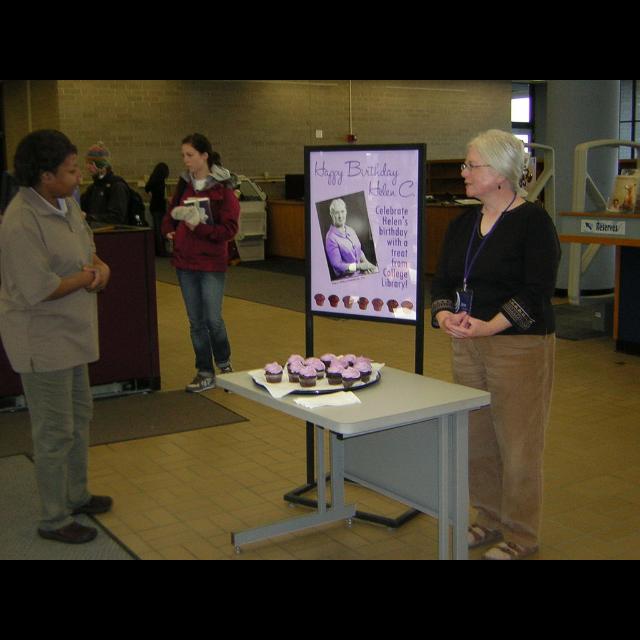 Happy Birthday
Helen C
Celebrate
Helen's
birthday
with a
treat
from
College
Library!
Reserves